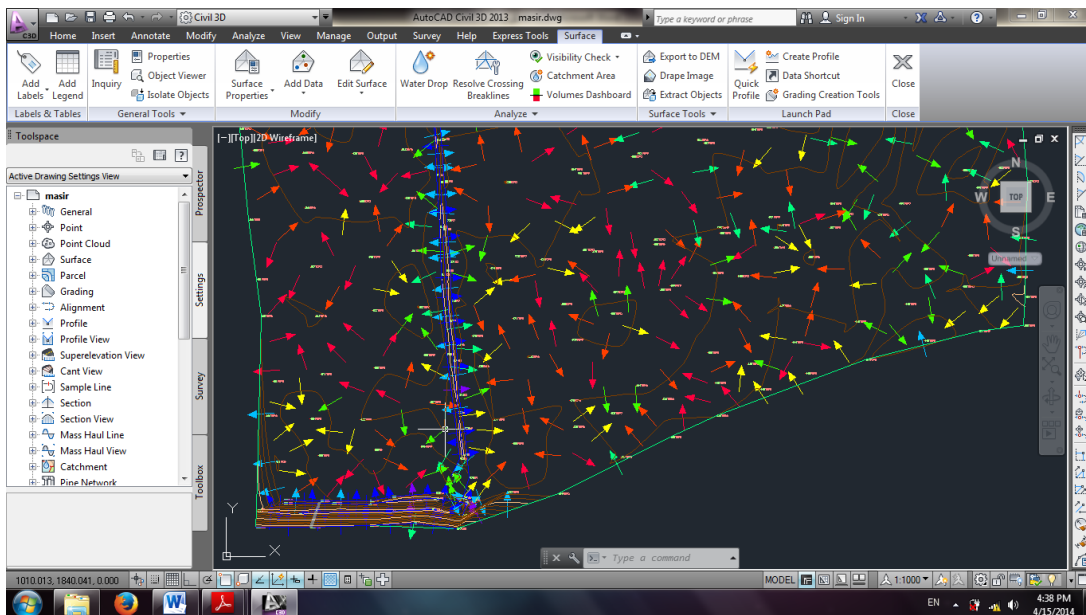 Civil 3D
AutoCAD Civil 3D 2013 masir.dwg
Type a keyword or phrase
Sign In
C3D
Home Insert Annotate Modify Analyze View Manage Output Survey Help Express Tools Surface
Add Labels
Add Legend
Inquiry
Properties
Object Viewer
Isolate Objects
Surface Properties
Add Data
Edit Surface
Water Drop
Resolve Crossing Breaklines
Visibility Check
Catchment Area
Volumes Dashboard
Export to DEM
Drape Image
Extract Objects
Quick Profile
Create Profile
Data Shortcut
Grading Creation Tools
Close
Labels & Tables General Tools Modify Analyze Surface Tools Launch Pad Close
Toolspace
Active Drawing Settings View
masir
General
Point
Point Cloud
Surface
Parcel
Grading
Alignment
Profile
Profile View
Superelevation View
Cant View
Sample Line
Section
Section View
Mass Haul Line
Mass Haul View
Catchment
Pine Network
Prospector
Settings
Survey
Toolbox
[−][Top][2D Wireframe]
N
W TOP E
S
Unnamed
Y
X
Type a command
1010.013, 1840.041, 0.000
MODEL
1:1000
EN
4:38 PM
4/15/2014